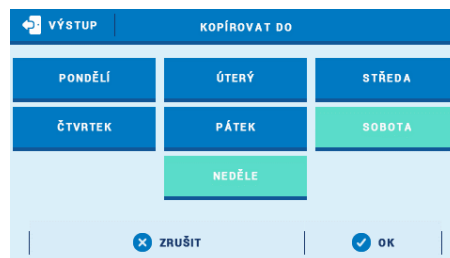 VÝSTUP KOPÍROVAT DO
PONDĚLÍ ÚTERÝ STŘEDA
ČTVRTEK PÁTEK SOBOTA
NEDĚLE
ZRUŠIT OK